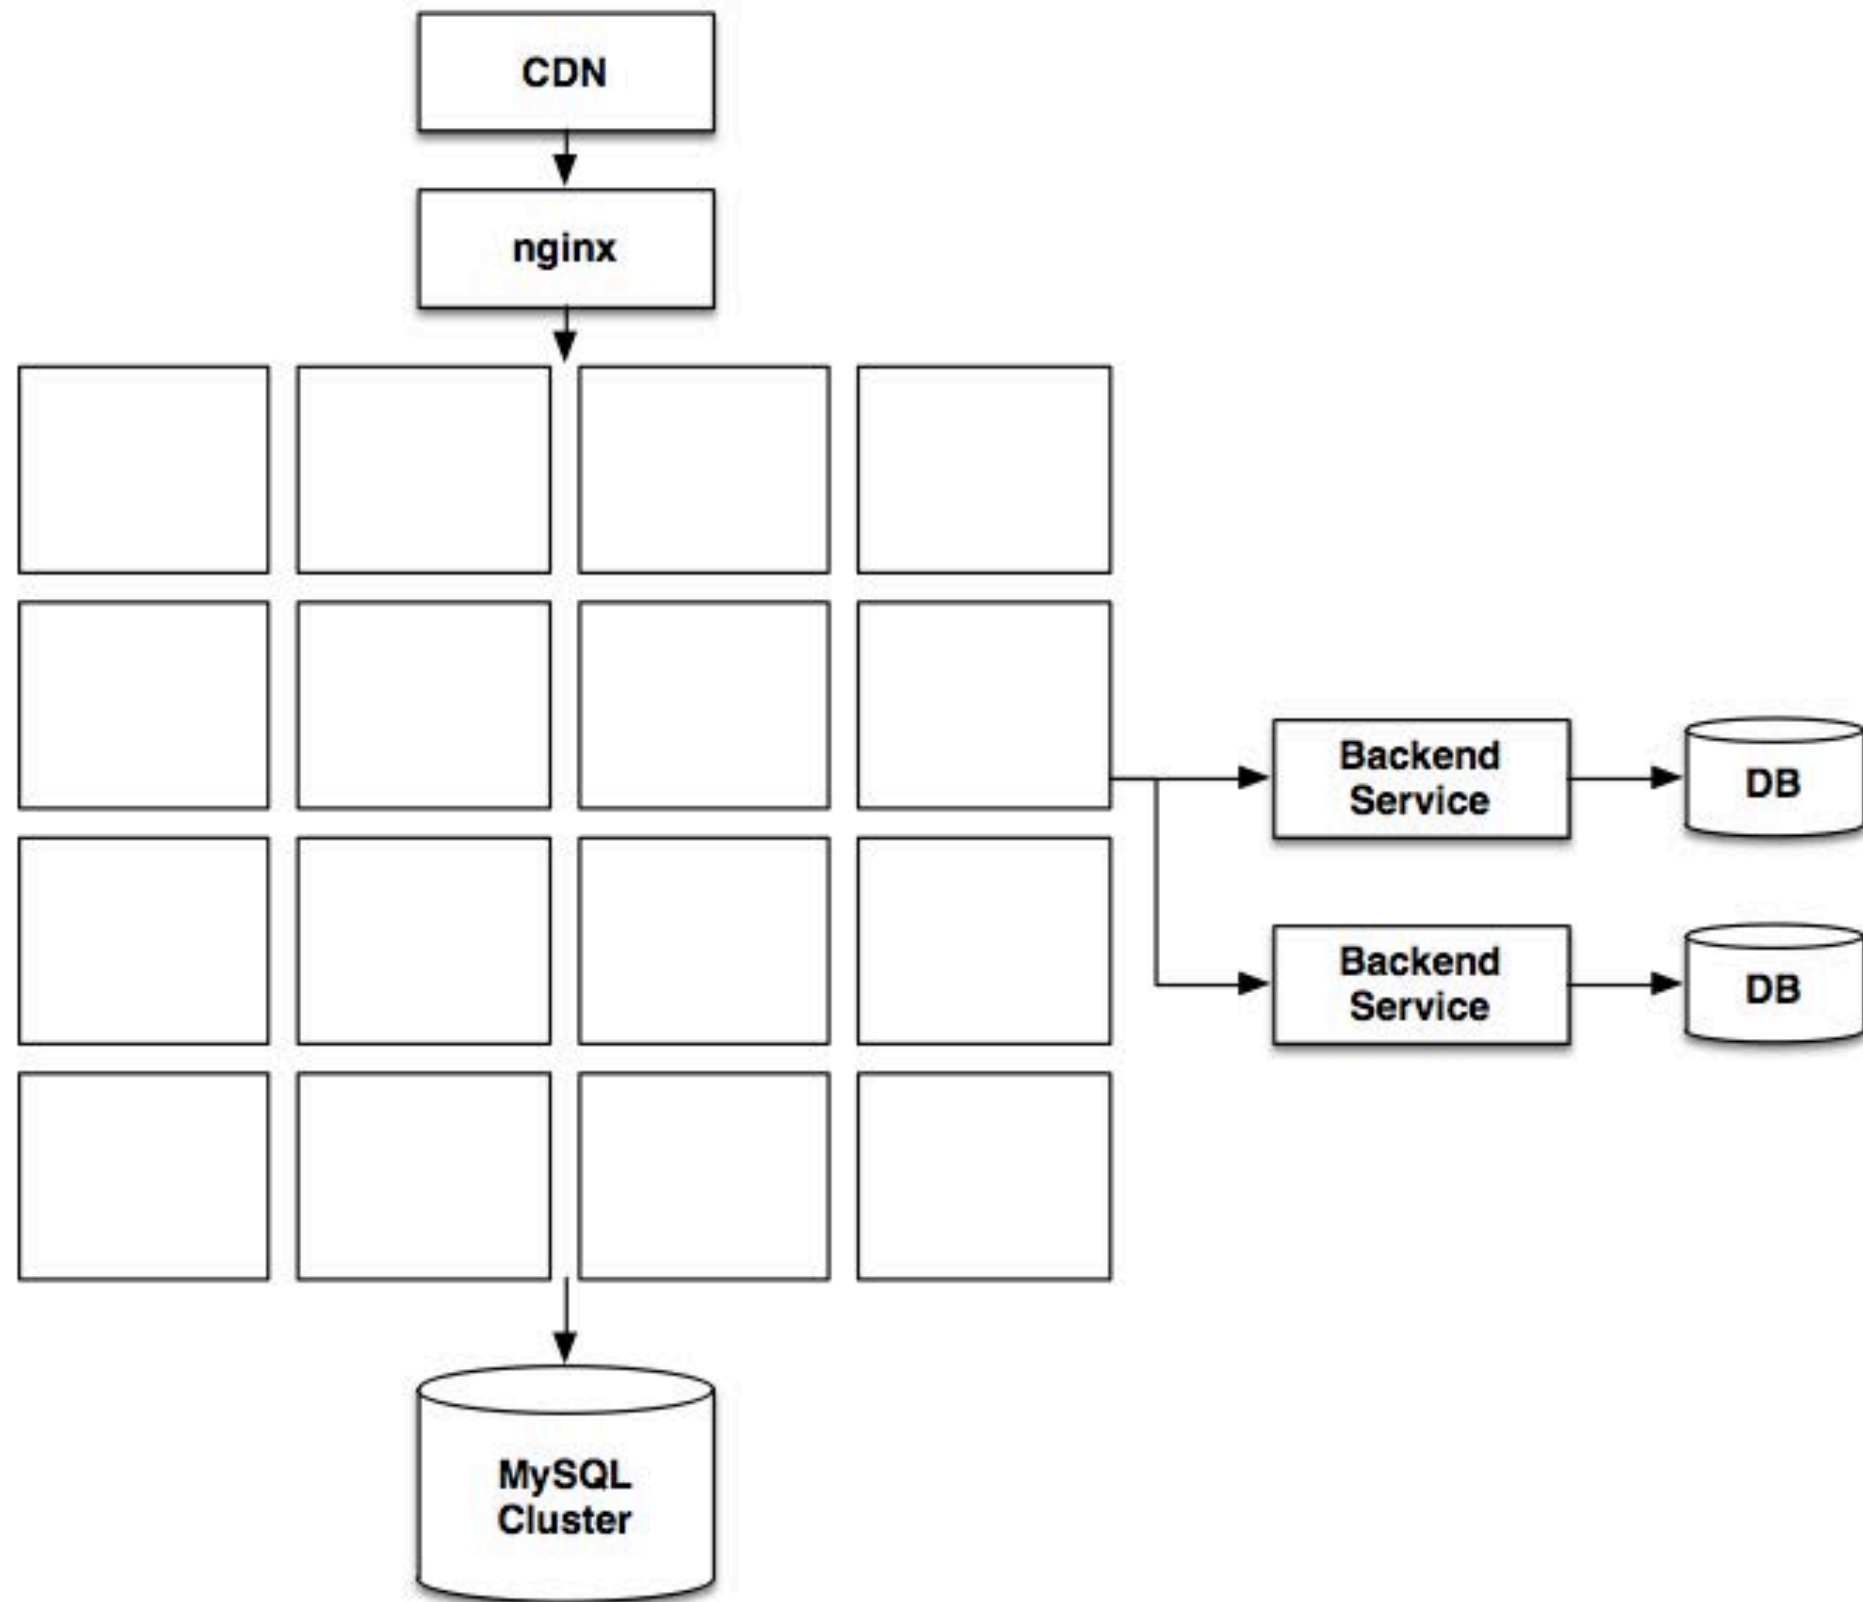 CDN
nginx
Backend
Service
DB
Backend
Service
DB
MySQL
Cluster